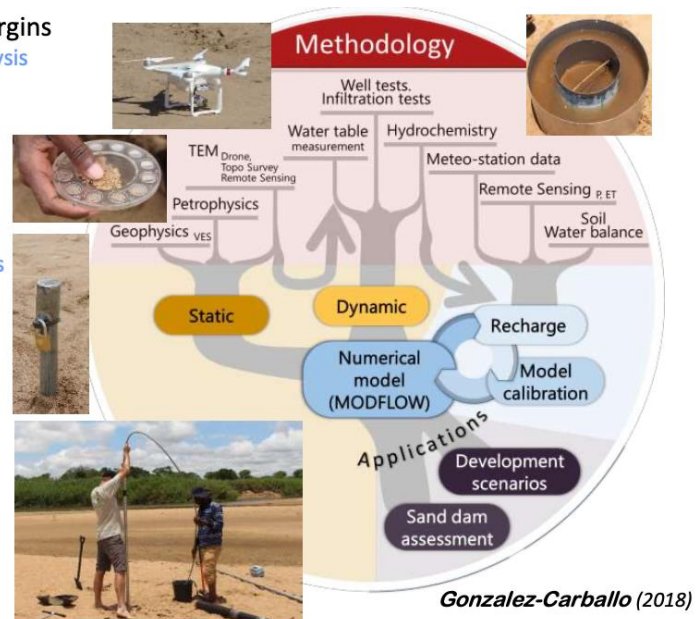 rgins
ysis
s
Methodology
Well tests.
Infiltration tests
Water table
measurement
Hydrochemistry
TEM Drone,
Topo Survey
Remote Sensing
Meteo-station data
Petrophysics
Remote Sensing P, ET
Geophysics VES
Soil
Water balance
Static
Dynamic
Recharge
Numerical
model
(MODFLOW)
Model
calibration
Applications
Development
scenarios
Sand dam
assessment
Gonzalez-Carballo (2018)